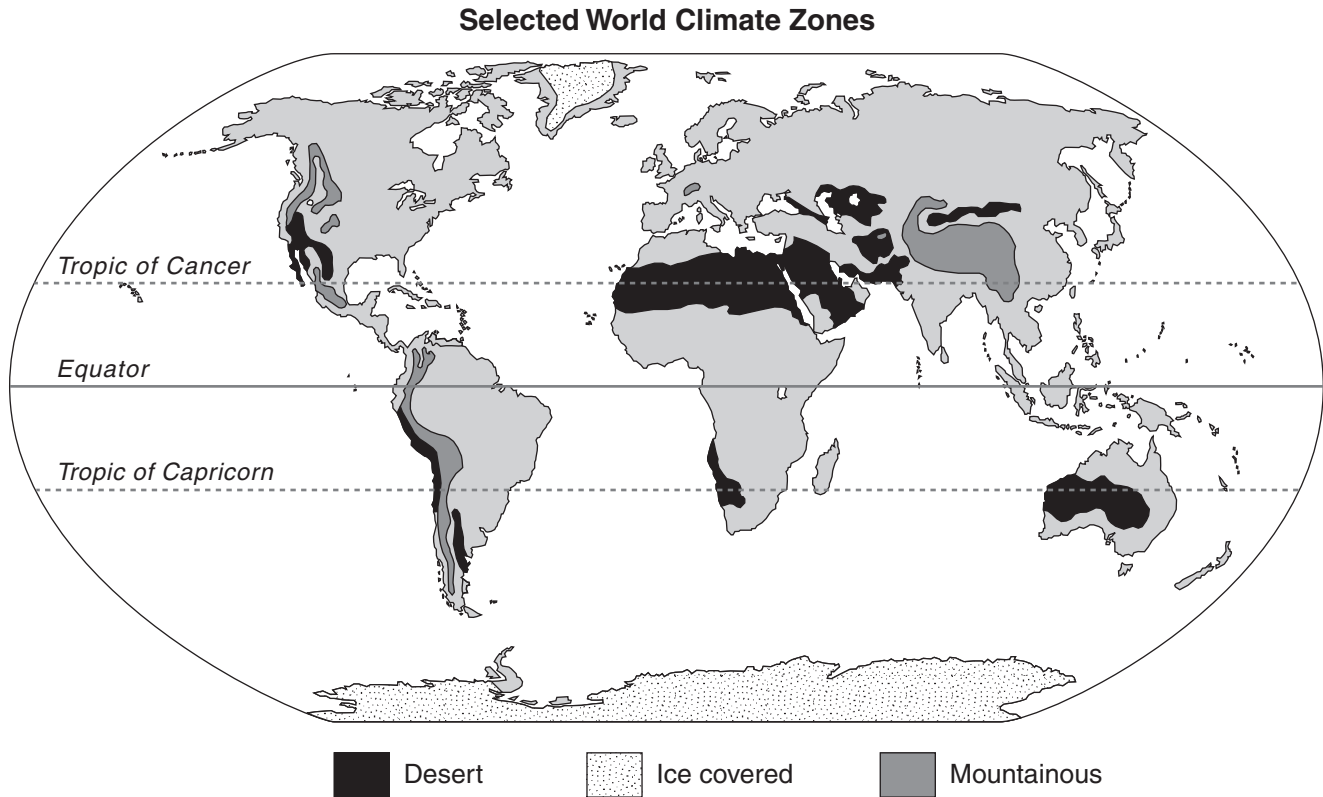 Selected World Climate Zones
Tropic of Cancer
Equator
Tropic of Capricorn
Desert
Ice covered
Mountainous